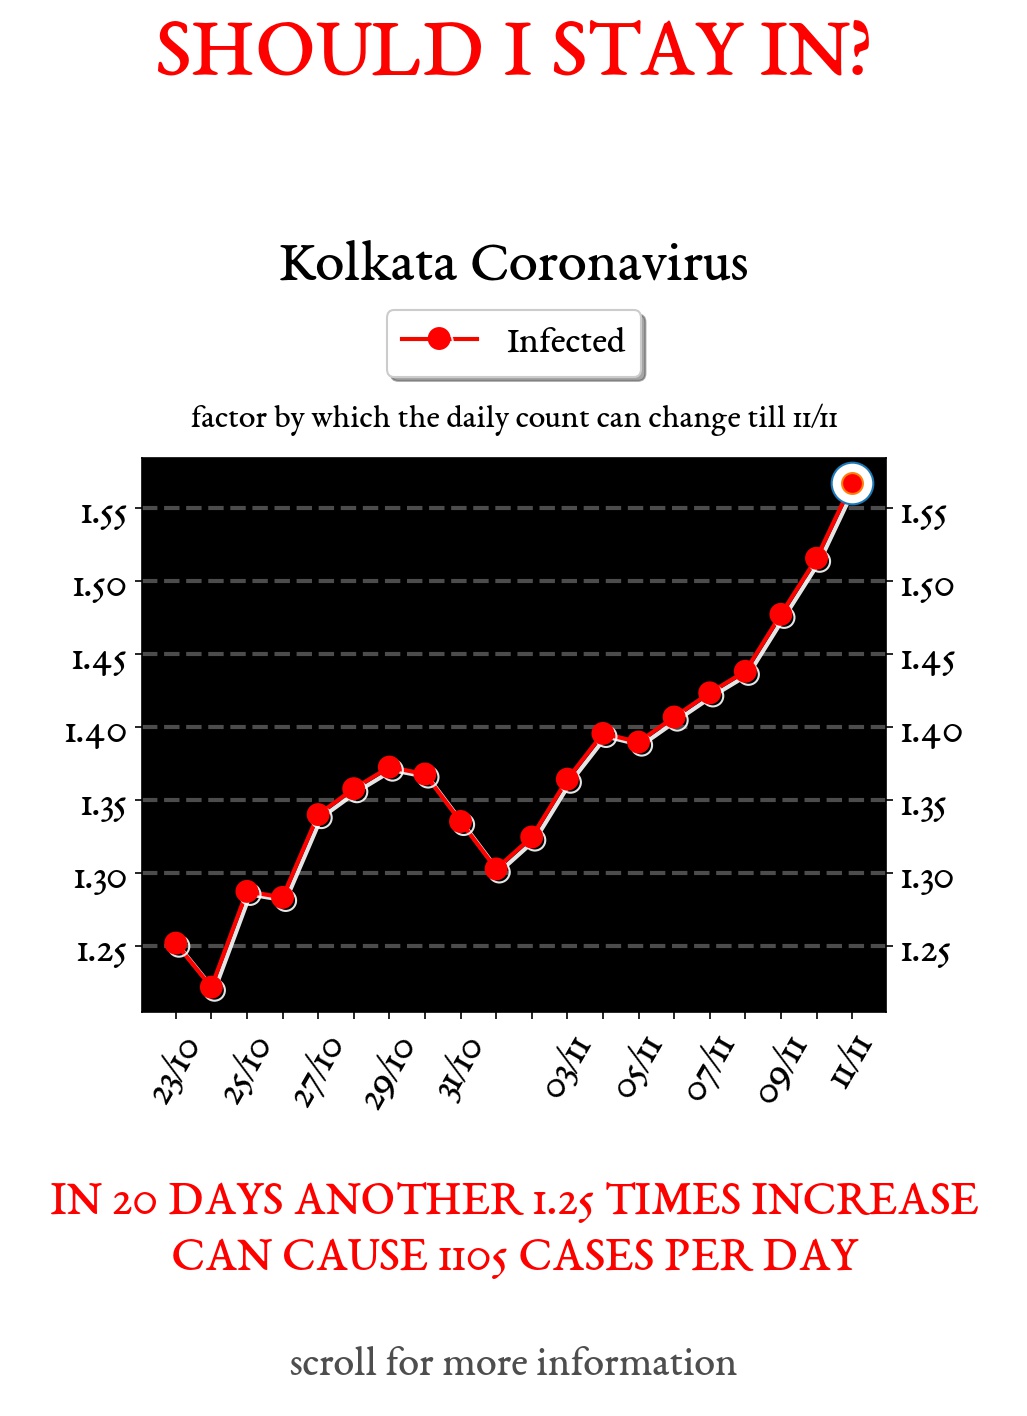 SHOULD I STAY IN?
Kolkata Coronavirus
Infected
factor by which the daily count can change till 11/11
1.55 1.55
1.50 1.50
1.45 1.45
1.40 1.40
1.35 1.35
1.30 1.30
1.25 1.25
23/10 25/10 27/10 29/10 31/10 03/11 05/11 07/11 09/11 11/11
IN 20 DAYS ANOTHER 1.25 TIMES INCREASE
CAN CAUSE 1105 CASES PER DAY
scroll for more information